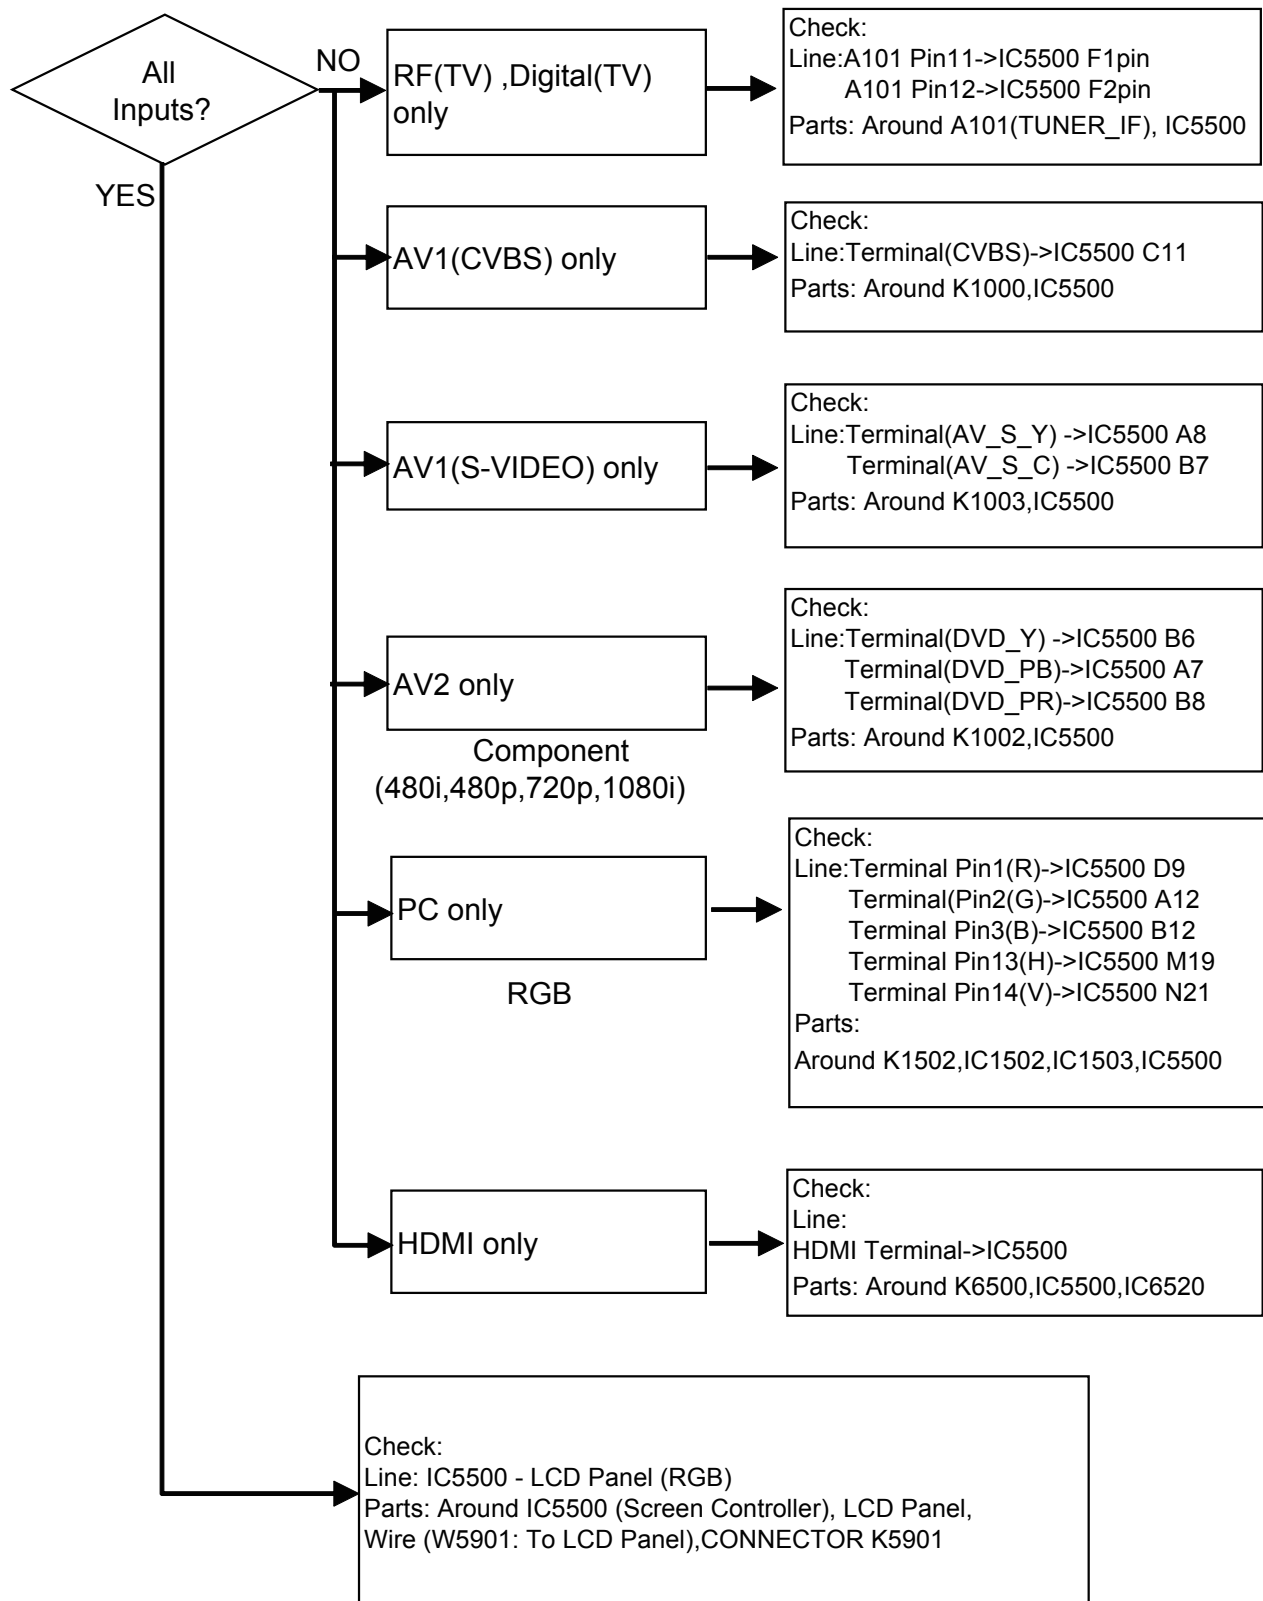 All
Inputs?
NO
YES
RF(TV) ,Digital(TV)
only
Check:
Line:A101 Pin11->IC5500 F1pin
A101 Pin12->IC5500 F2pin
Parts: Around A101(TUNER_IF), IC5500
AV1(CVBS) only
Check:
Line:Terminal(CVBS)->IC5500 C11
Parts: Around K1000,IC5500
AV1(S-VIDEO) only
Check:
Line:Terminal(AV_S_Y) ->IC5500 A8
Terminal(AV_S_C) ->IC5500 B7
Parts: Around K1003,IC5500
AV2 only
Component
(480i,480p,720p,1080i)
Check:
Line:Terminal(DVD_Y) ->IC5500 B6
Terminal(DVD_PB)->IC5500 A7
Terminal(DVD_PR)->IC5500 B8
Parts: Around K1002,IC5500
PC only
RGB
Check:
Line:Terminal Pin1(R)->IC5500 D9
Terminal(Pin2(G)->IC5500 A12
Terminal Pin3(B)->IC5500 B12
Terminal Pin13(H)->IC5500 M19
Terminal Pin14(V)->IC5500 N21
Parts:
Around K1502,IC1502,IC1503,IC5500
HDMI only
Check:
Line:
HDMI Terminal->IC5500
Parts: Around K6500,IC5500,IC6520
Check:
Line: IC5500 - LCD Panel (RGB)
Parts: Around IC5500 (Screen Controller), LCD Panel,
Wire (W5901: To LCD Panel),CONNECTOR K5901